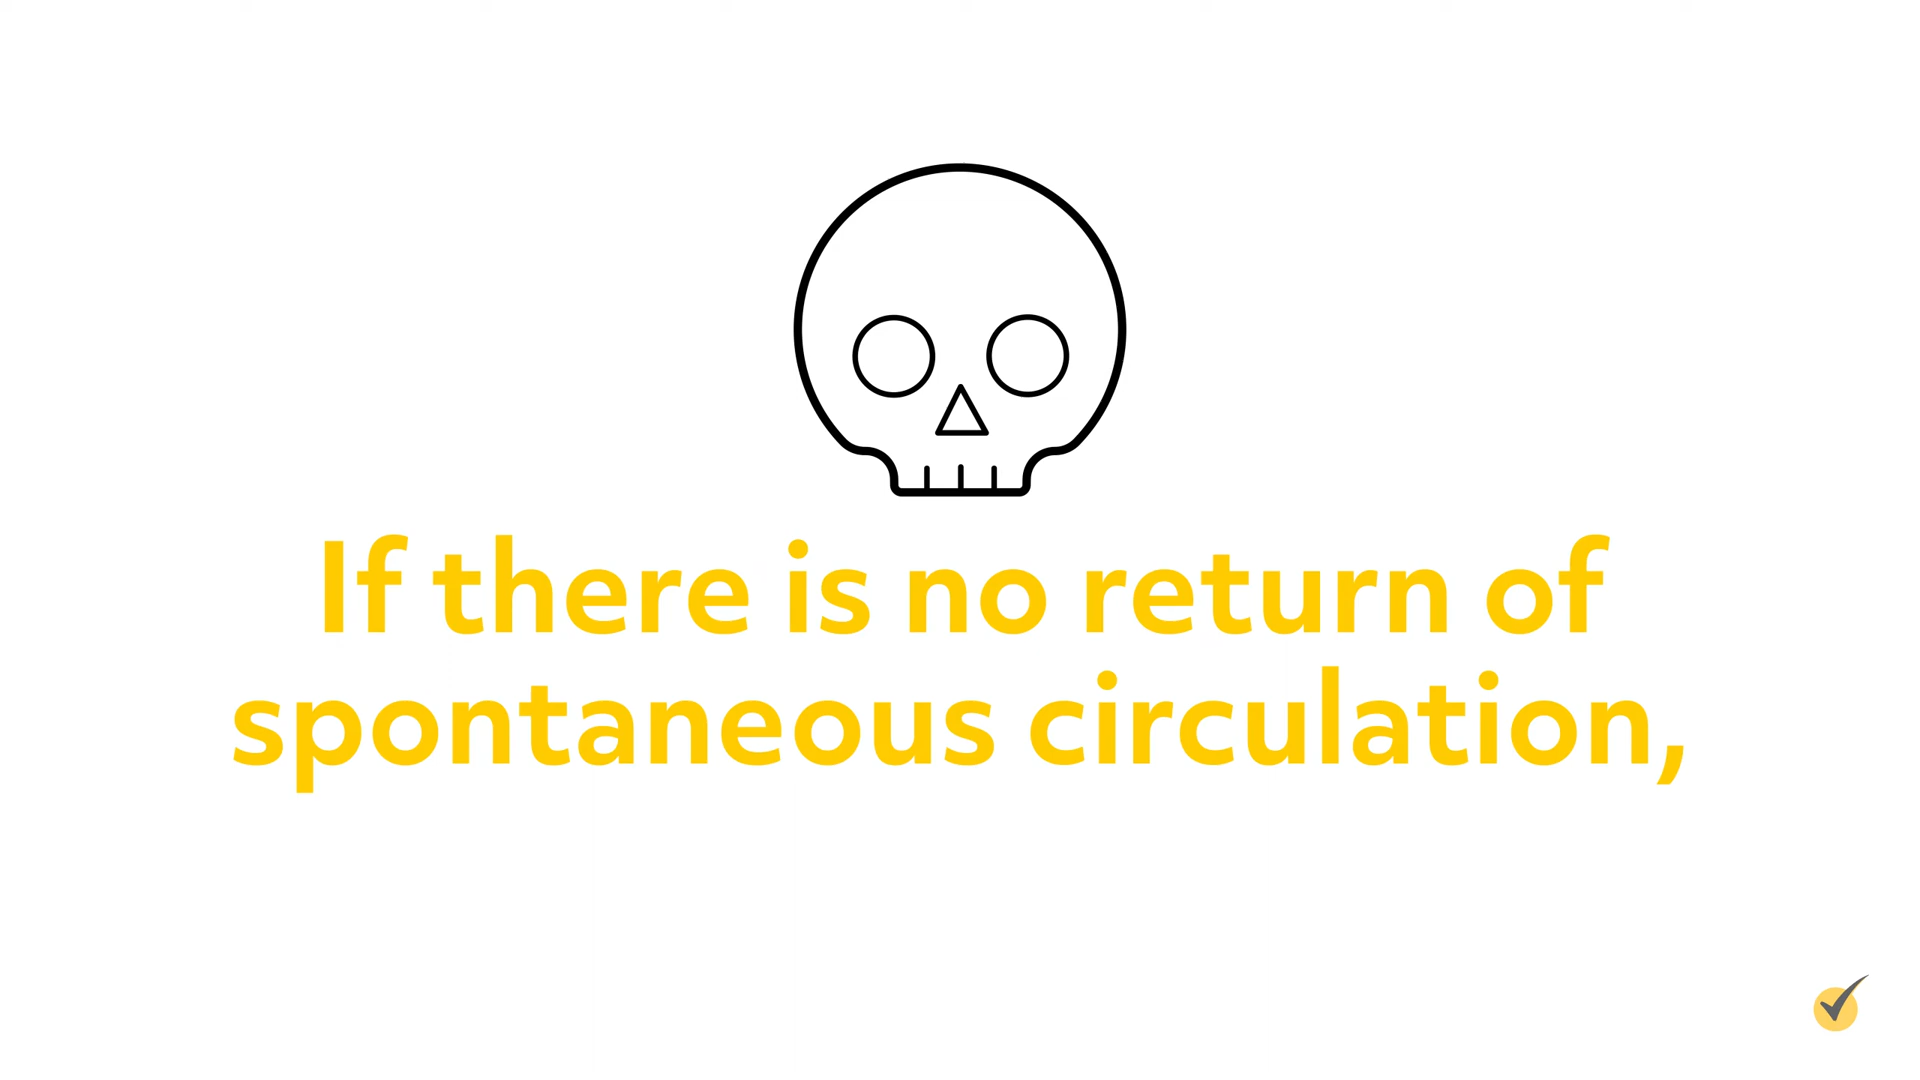 If there is no return of
spontaneous circulation,